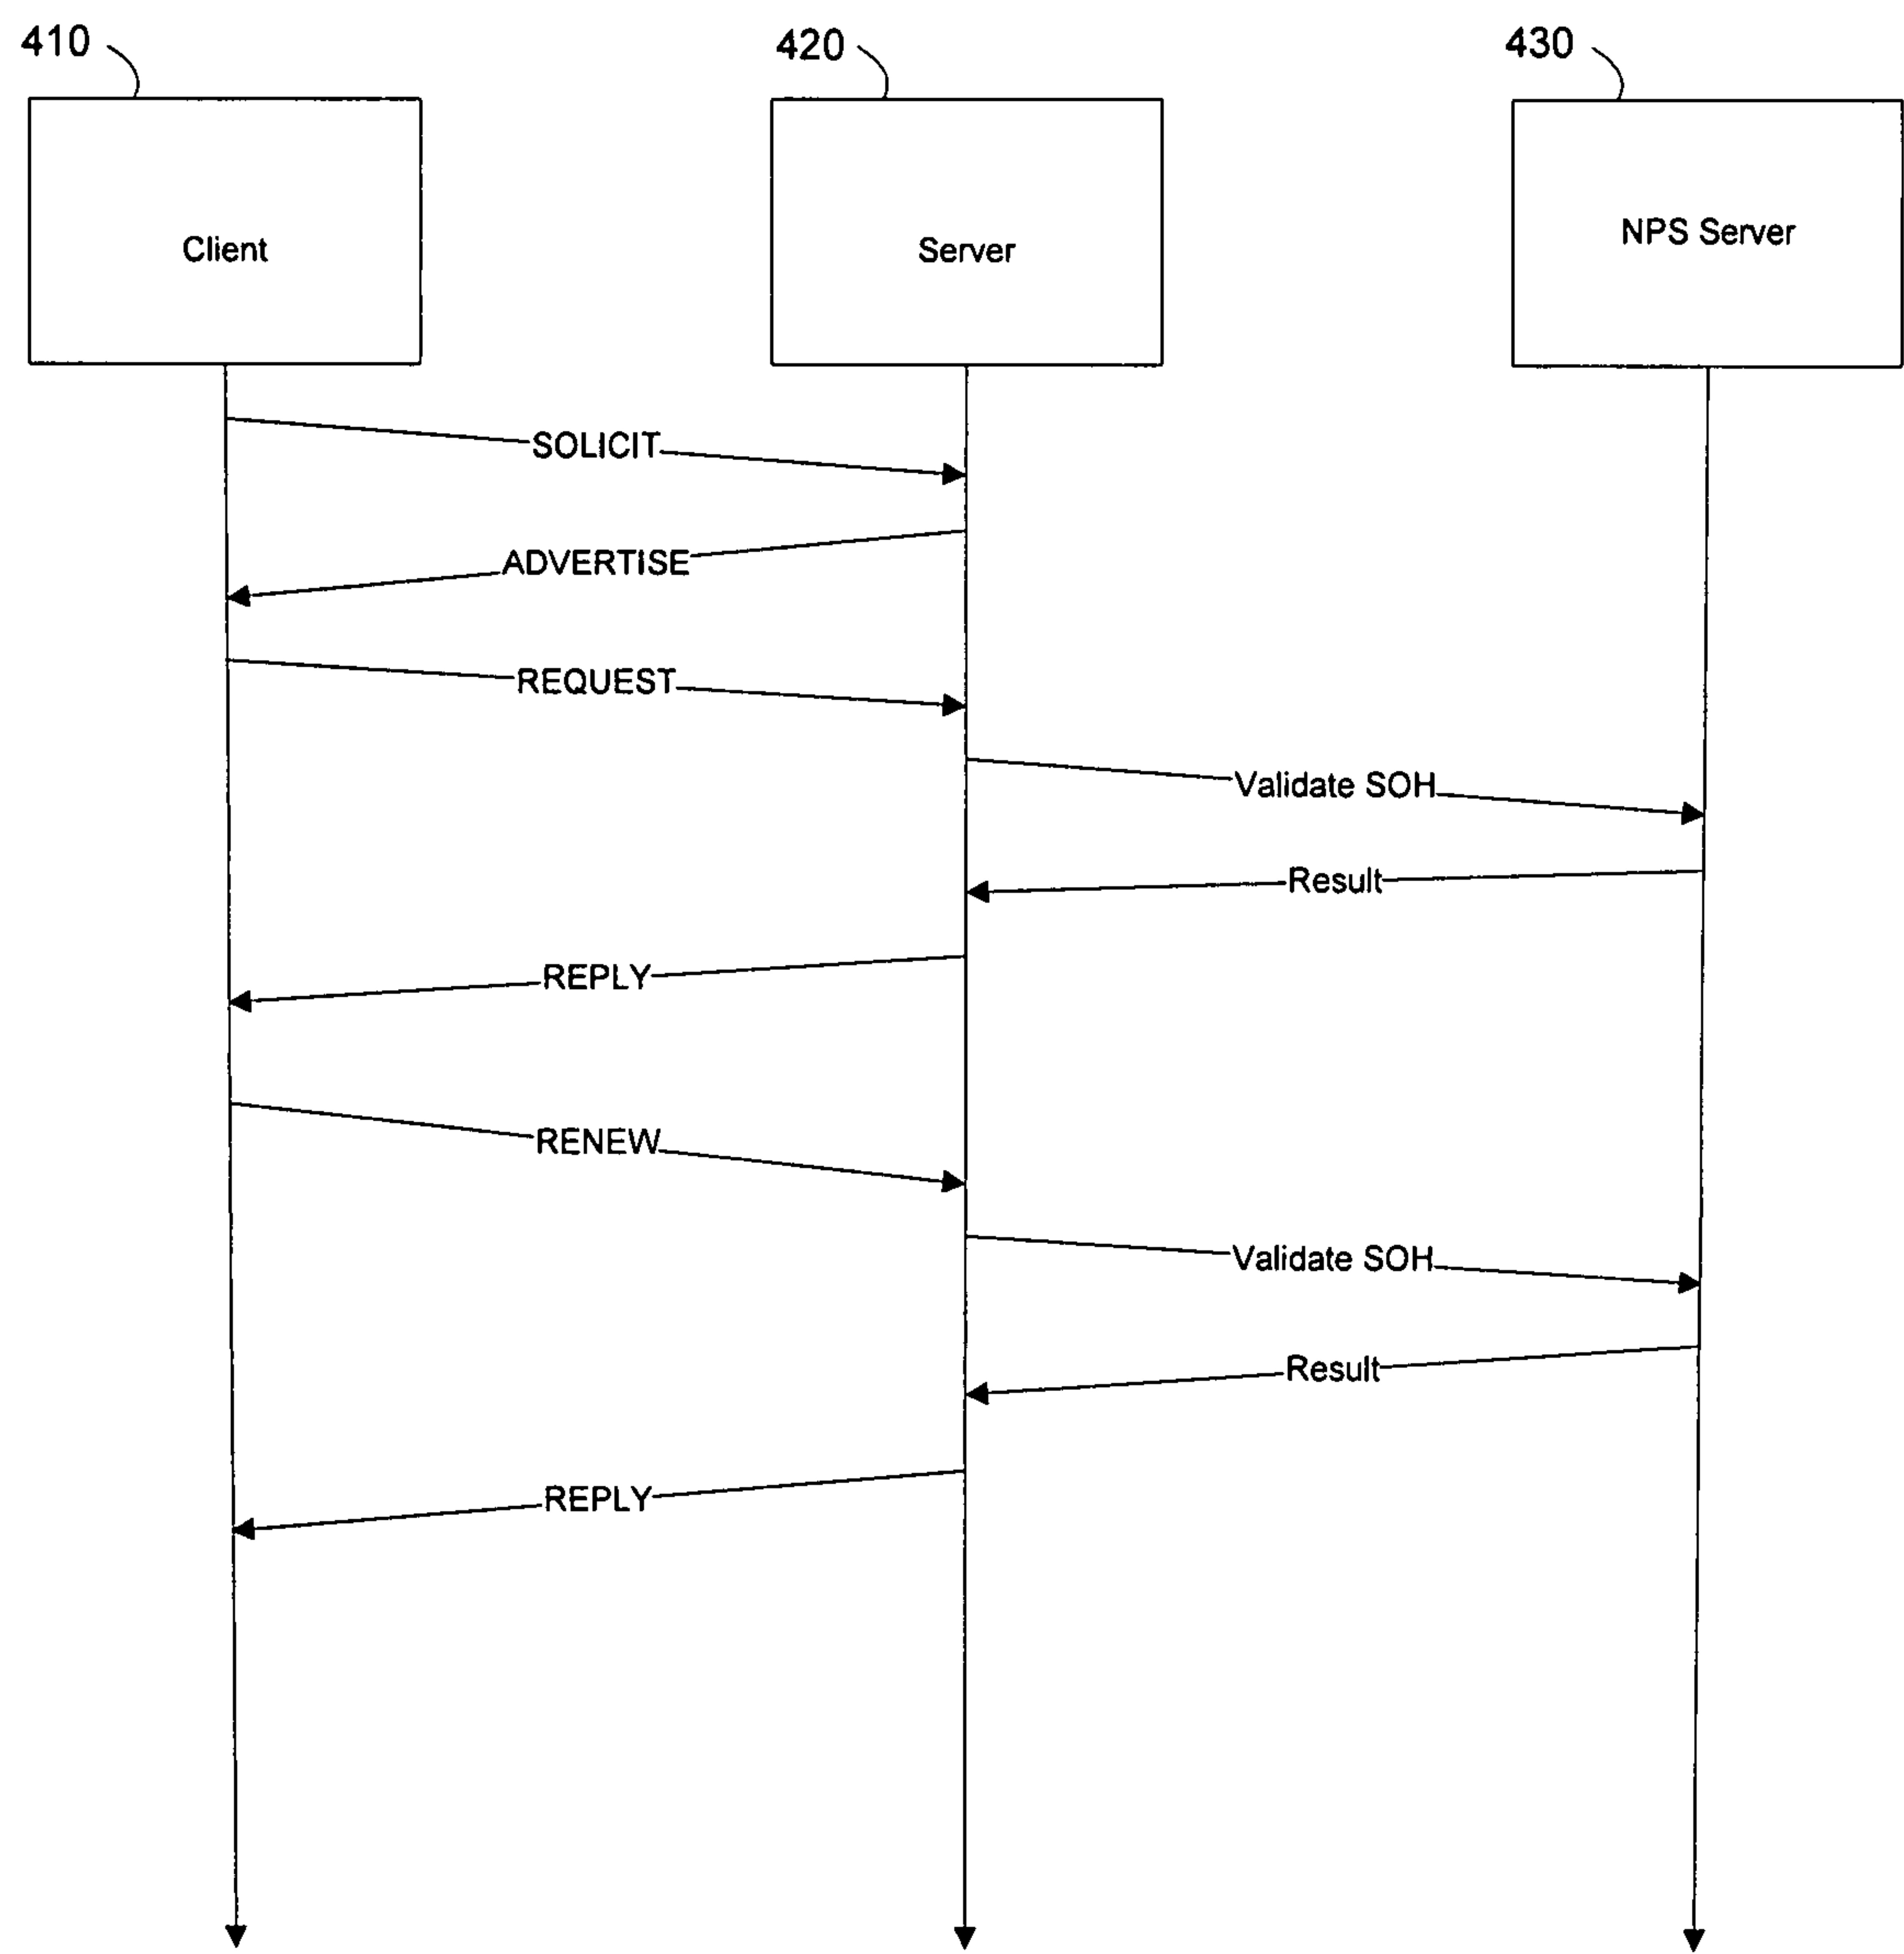 410
420
430
Client
Server
NPS Server
SOLICIT
ADVERTISE
REQUEST
Validate SOH
Result
REPLY
RENEW
Validate SOH
Result
REPLY